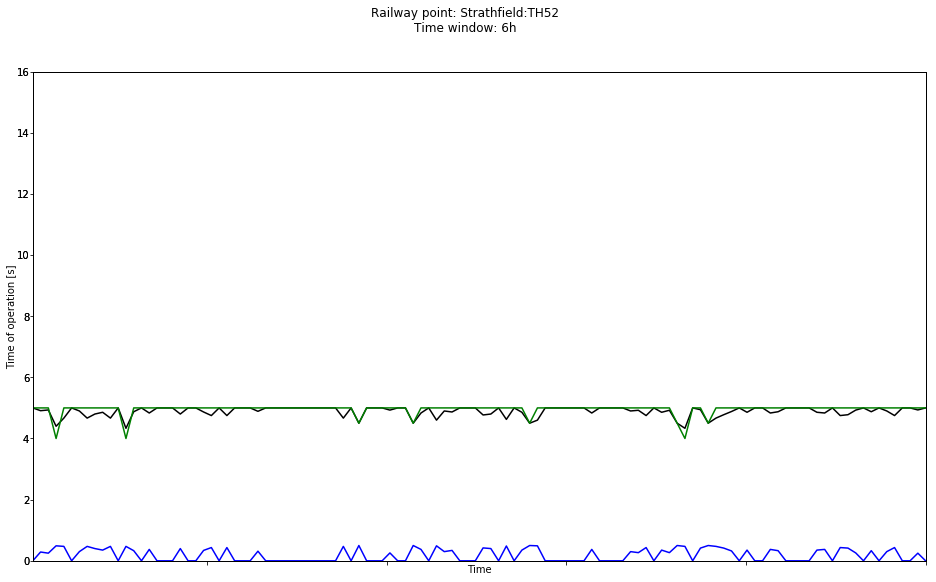 Railway point: Strathfield:TH52
Time window: 6h
16
14
12
10
8
6
4
2
0
Time of operation [s]
Time